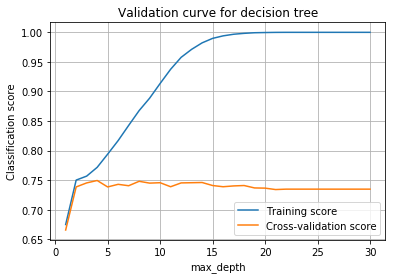 Validation curve for decision tree
1.00
0.95
0.90
0.85
0.80
0.75
0.70
0.65
Classification score
0 5 10 15 20 25 30
max_depth
Training score
Cross-validation score